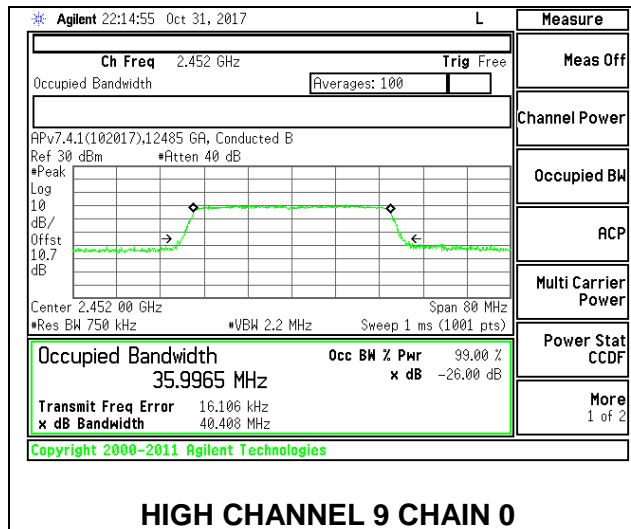 Agilent 22:14:55 Oct 31, 2017 L Measure
Ch Freq 2.452 GHz Trig Free
Occupied Bandwidth Averages: 100
Meas Off
Channel Power
APv7.4.1(102017),12485 GA, Conducted B
Ref 30 dBm #Atten 40 dB
#Peak
Log
10
dB/
Offst
10.7
dB
Occupied BW
ACP
Center 2.452 00 GHz Span 80 MHz
#Res BW 750 kHz #VBW 2.2 MHz Sweep 1 ms (1001 pts)
Multi Carrier
Power
Occupied Bandwidth Occ BW % Pwr 99.00 %
35.9965 MHz x dB -26.00 dB
Transmit Freq Error 16.106 kHz
x dB Bandwidth 40.408 MHz
Power Stat
CCDF
More
1 of 2
Copyright 2000-2011 Agilent Technologies
HIGH CHANNEL 9 CHAIN 0